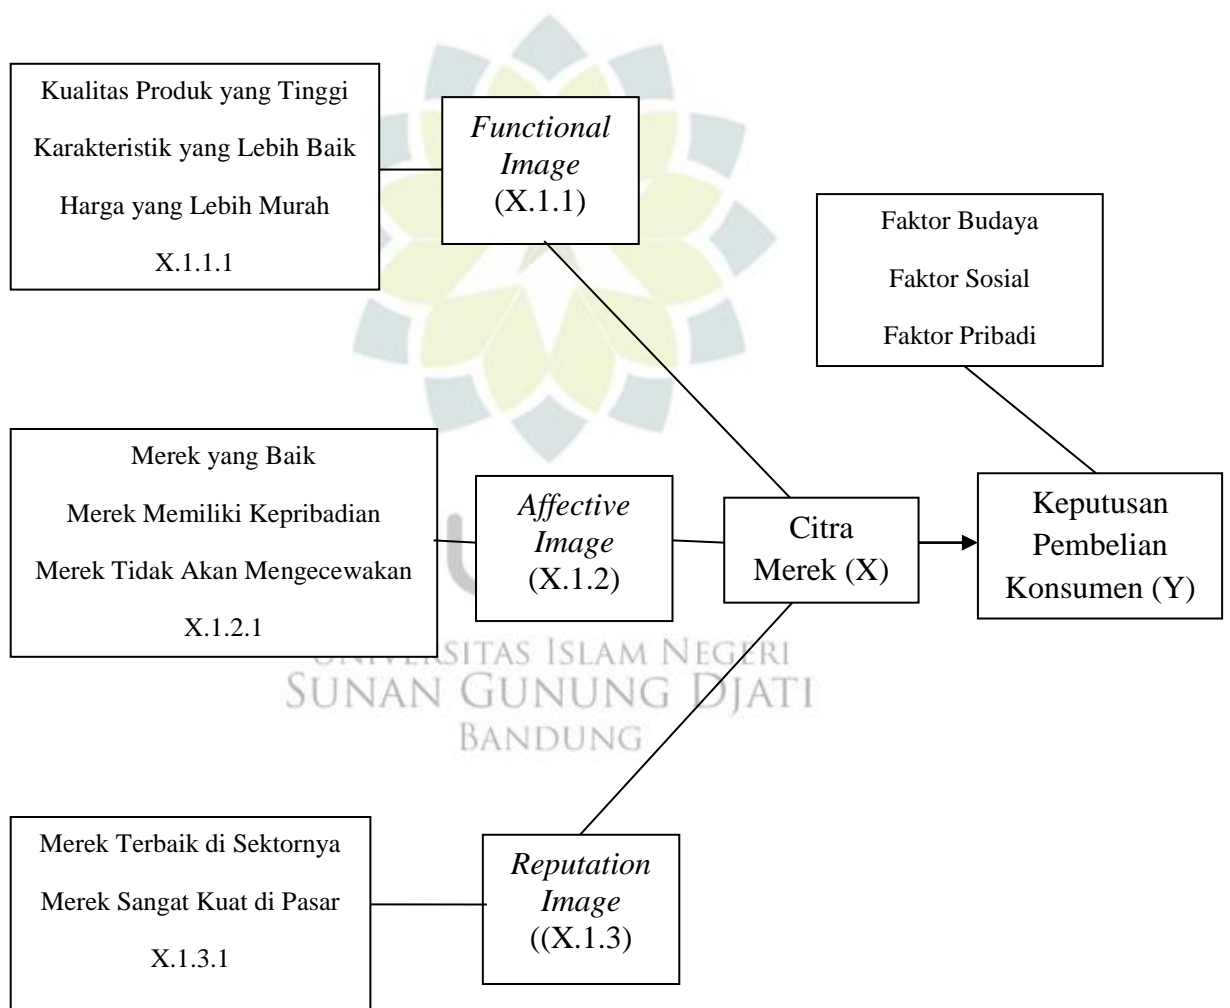 Kualitas Produk yang Tinggi
Karakteristik yang Lebih Baik
Harga yang Lebih Murah
X.1.1.1
Functional
Image
(X.1.1)
Faktor Budaya
Faktor Sosial
Faktor Pribadi
Merek yang Baik
Merek Memiliki Kepribadian
Merek Tidak Akan Mengecewakan
X.1.2.1
Affective
Image
(X.1.2)
Citra
Merek (X)
Keputusan
Pembelian
Konsumen (Y)
UNIVERSITAS ISLAM NEGERI
SUNAN GUNUNG DJATI
BANDUNG
Merek Terbaik di Sektornya
Merek Sangat Kuat di Pasar
X.1.3.1
Reputation
Image
((X.1.3)